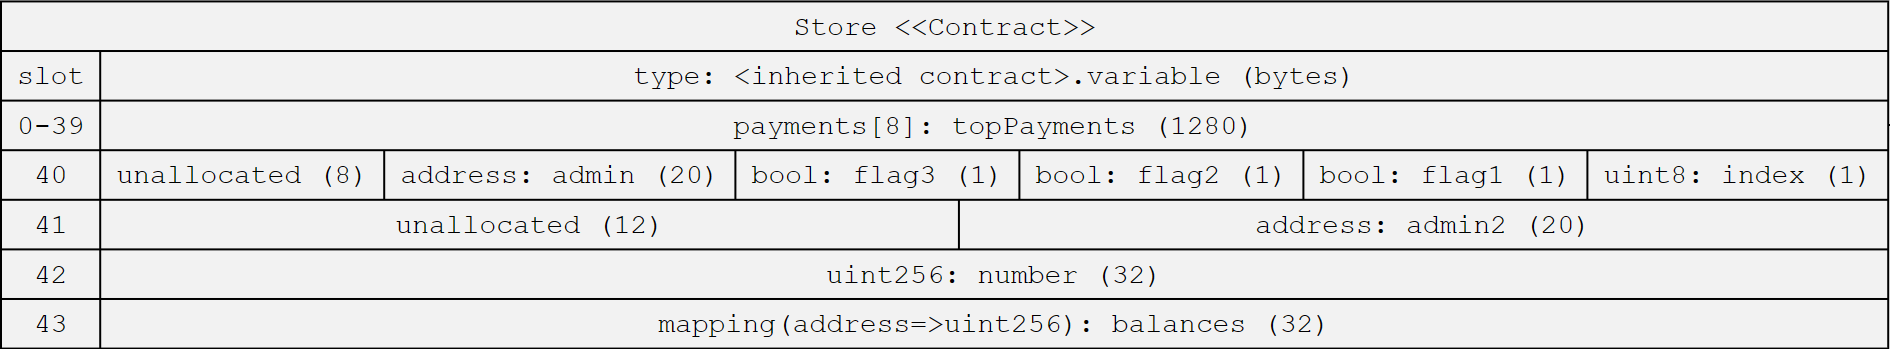 Store <<Contract>>
slot type: <inherited contract>.variable (bytes)
0-39 payments[8]: topPayments (1280)
40 unallocated (8) address: admin (20) bool: flag3 (1) bool: flag2 (1) bool: flag1 (1) uint8: index (1)
41 unallocated (12) address: admin2 (20)
42 uint256: number (32)
43 mapping(address=>uint256): balances (32)